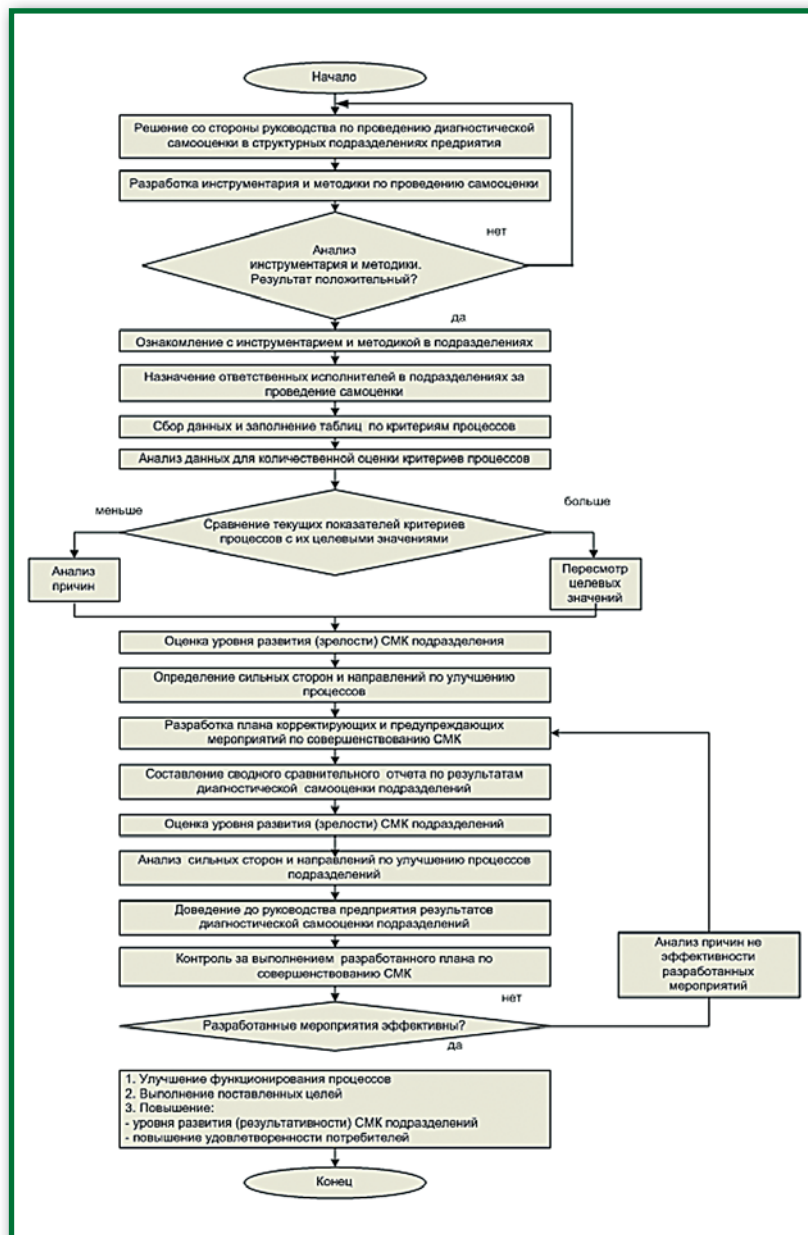 Начало
Решение со стороны руководства по проведению диагностической
самооценки в структурных подразделениях предприятия
Разработка инструментария и методики по проведению самооценки
нет
Анализ
инструментария и методики.
Результат положительный?
да
Ознакомление с инструментарием и методикой в подразделениях
Назначение ответственных исполнителей в подразделениях за
проведение самооценки
Сбор данных и заполнение таблиц по критериям процессов
Анализ данных для количественной оценки критериев процессов
меньше
больше
Сравнение текущих показателей критериев
процессов с их целевыми значениями
Анализ
причин
Пересмотр
целевых
значений
Оценка уровня развития (зрелости) СМК подразделения
Определение сильных сторон и направлений по улучшению
процессов
Разработка плана корректирующих и предупреждающих
мероприятий по совершенствованию СМК
Составление сводного сравнительного отчета по результатам
диагностической самооценки подразделений
Оценка уровня развития (зрелости) СМК подразделений
Анализ сильных сторон и направлений по улучшению процессов
подразделений
Доведение до руководства предприятия результатов
диагностической самооценки подразделений
Контроль за выполнением разработанного плана по
совершенствованию СМК
Анализ причин не
эффективности
разработанных
мероприятий
нет
Разработанные мероприятия эффективны?
да
1. Улучшение функционирования процессов
2. Выполнение поставленных целей
3. Повышение:
- уровня развития (результативности) СМК подразделений
- повышение удовлетворенности потребителей
Конец